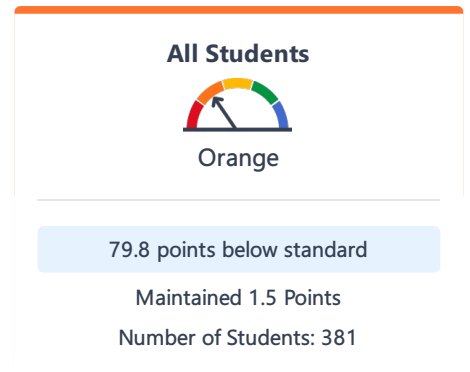 All Students
Orange
79.8 points below standard
Maintained 1.5 Points
Number of Students: 381